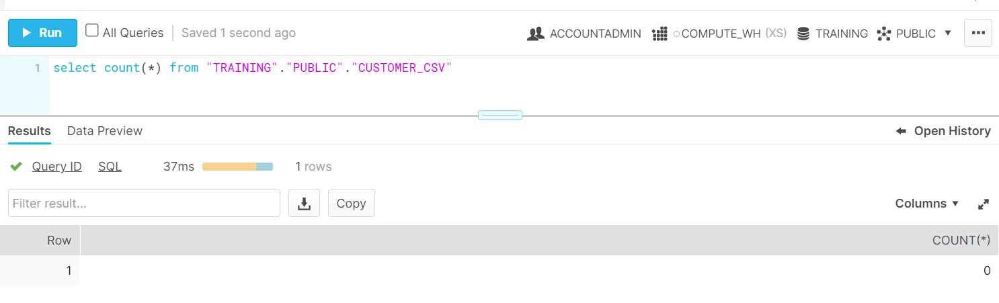 Run All Queries Saved 1 second ago ACCOUNTADMIN COMPUTE_WH (XS) TRAINING PUBLIC ...
1 select count(*) from "TRAINING"."PUBLIC"."CUSTOMER_CSV"
Results Data Preview Open History
Query ID SQL 37ms 1 rows
Filter result... Copy Columns
Row COUNT(*)
1 0